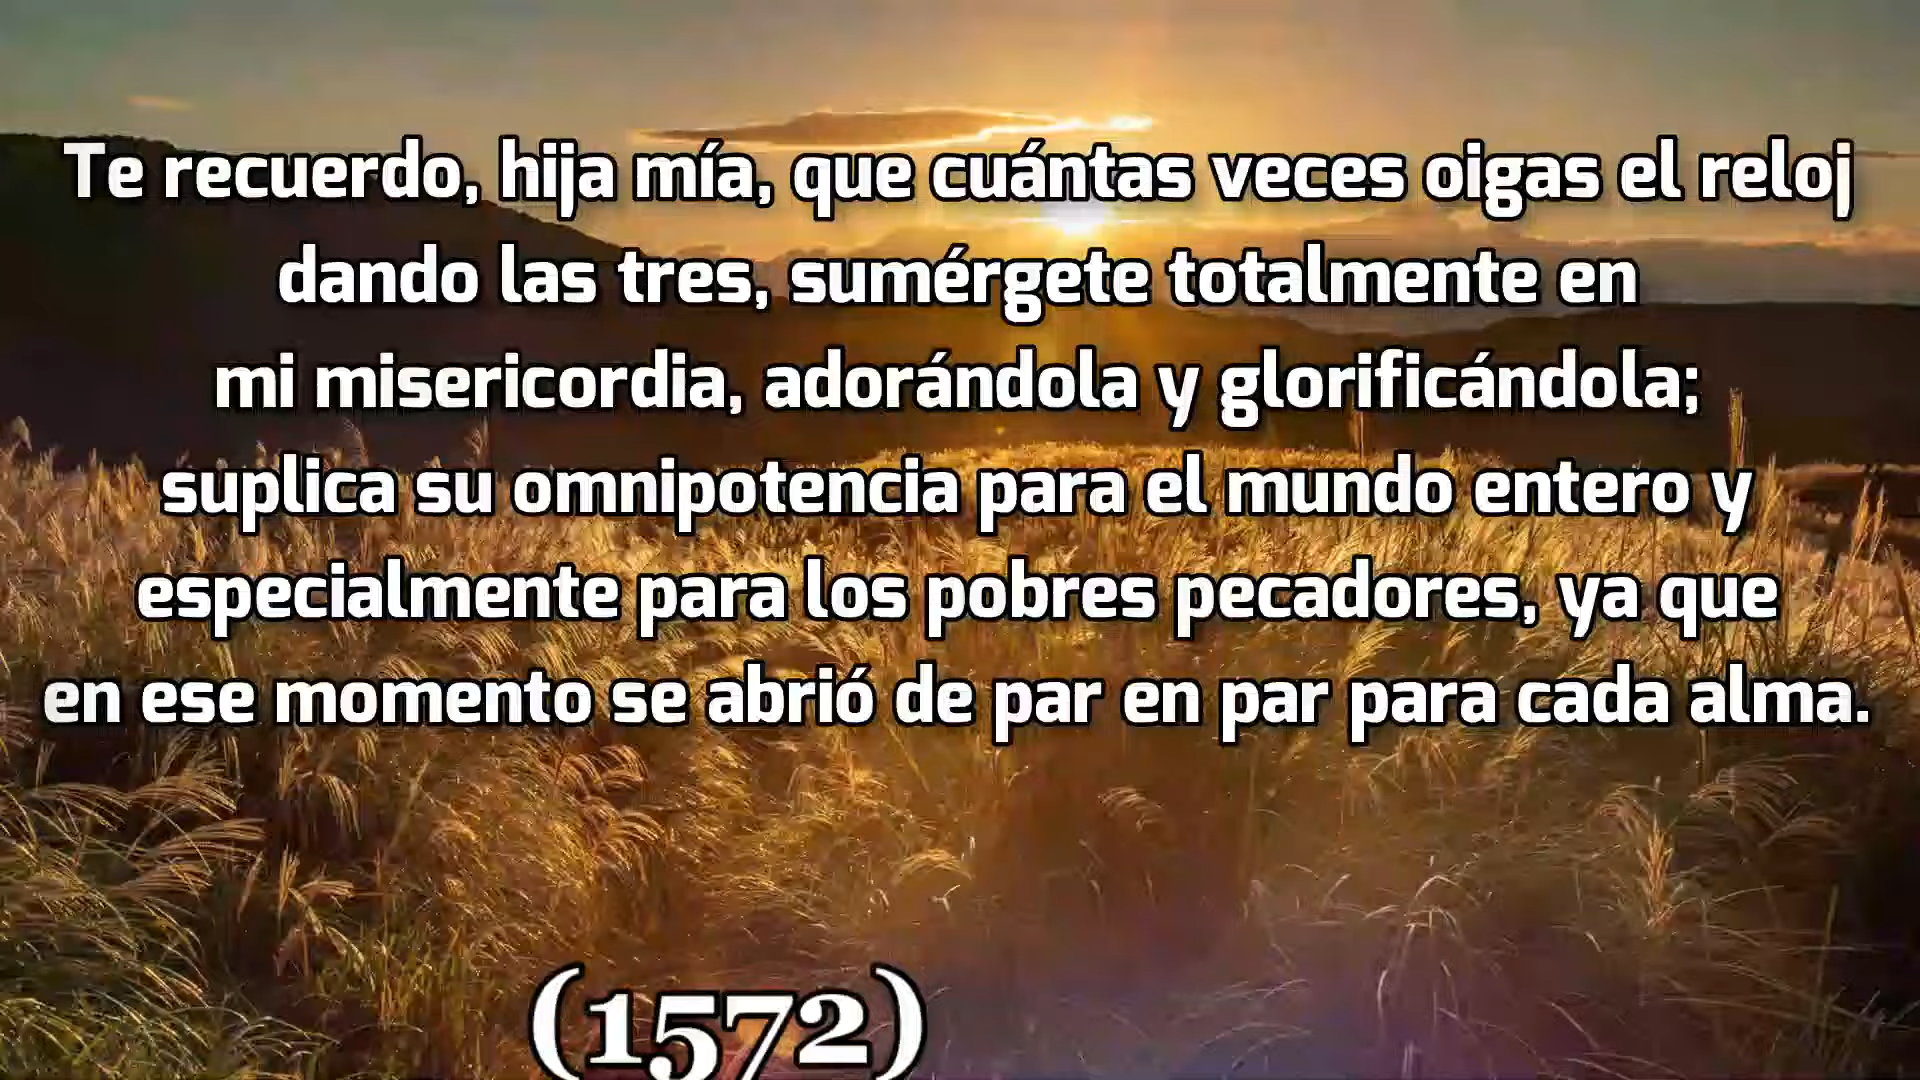 Te recuerdo, hija mía, que cuántas veces oigas el reloj
dando las tres, sumérgete totalmente en
mi misericordia, adorándola y glorificándola;
suplica su omnipotencia para el mundo entero y
especialmente para los pobres pecadores, ya que
en ese momento se abrió de par en par para cada alma.
(1572)